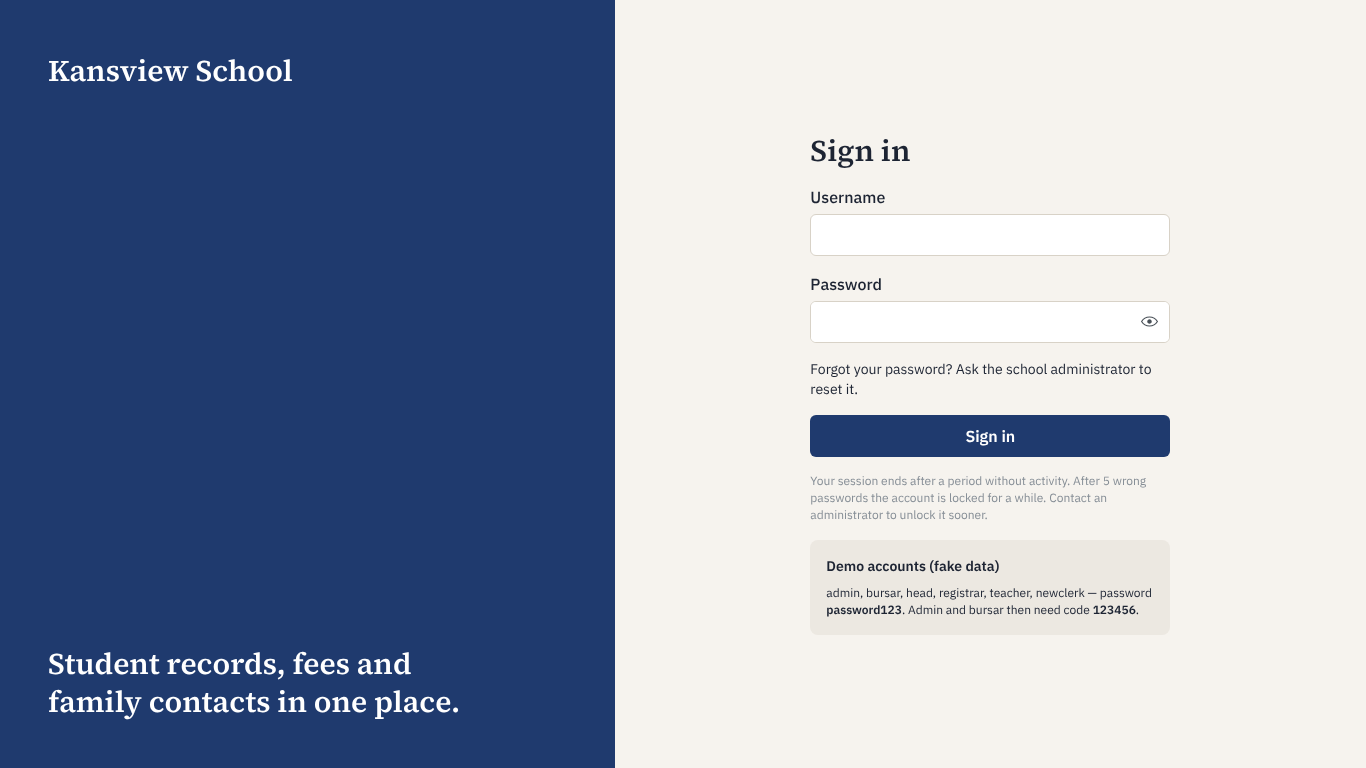 Kansview School
Student records, fees and
family contacts in one place.
Sign in
Username
Password
Forgot your password? Ask the school administrator to
reset it.
Sign in
Your session ends after a period without activity. After 5 wrong
passwords the account is locked for a while. Contact an
administrator to unlock it sooner.
Demo accounts (fake data)
admin, bursar, head, registrar, teacher, newclerk — password
password123. Admin and bursar then need code 123456.